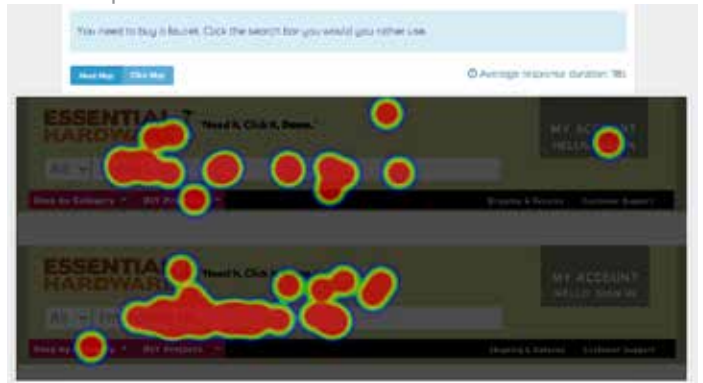 You need to buy a faucet. Click the search bar you would you rather use.
Heat Map Click Map
Average response duration: 18s
ESSENTIAL
HARDWARE
"Need it. Click it. Done."
MY ACCOUNT
HELLO
IN
All
Shop by Category
DIY Projects
Shipping & Returns
Customer Support
ESSENTIAL
HARDWARE
"Need it. Click it.
MY ACCOUNT
HELLO SIGN IN
All
Shop by
DIY Projects
Shipping & Returns
Customer Support